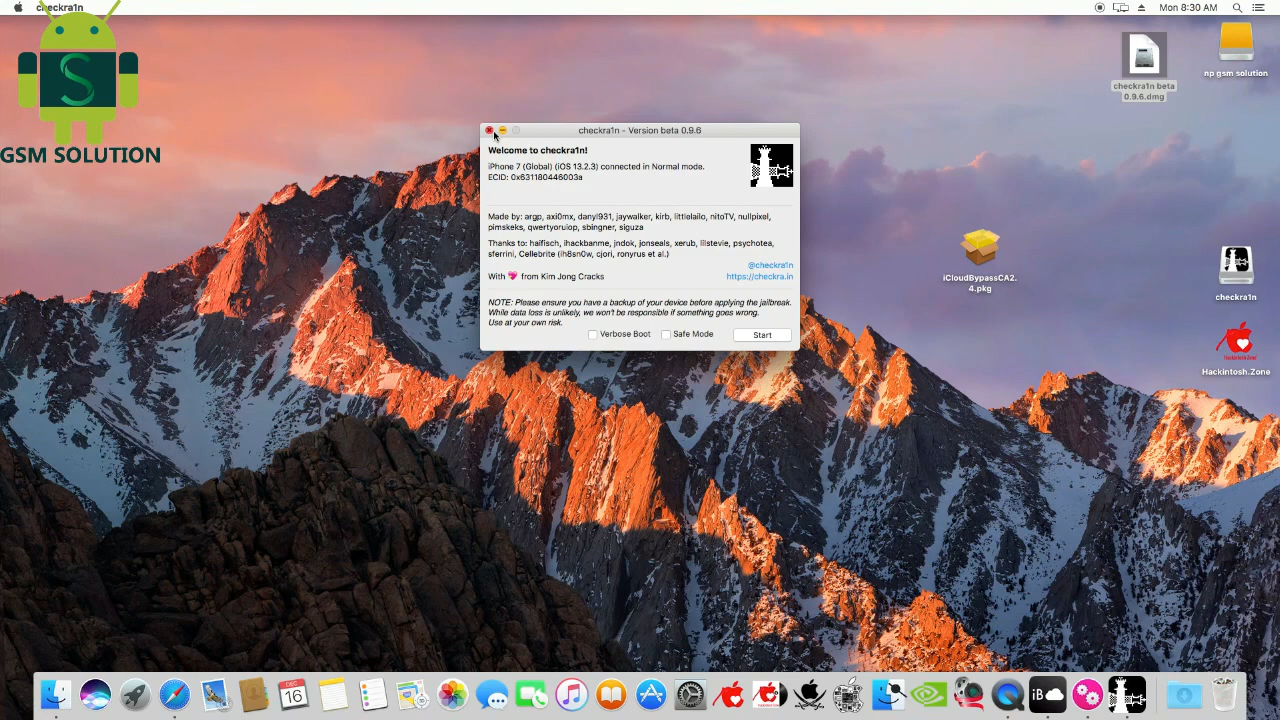 checkra1n
Mon 8:30 AM
S
GSM SOLUTION
checkra1n beta
0.9.6.dmg
np gsm solution
checkra1n - Version beta 0.9.6
Welcome to checkra1n!
iPhone 7 (Global) (iOS 13.2.3) connected in Normal mode.
ECID: 0x631180446003a
Made by: argp, axi0mx, danyl931, jaywalker, kirb, littlelailo, nitoTV, nullpixel,
pimskeks, qwertyoruiop, sbingner, siguza
Thanks to: haifisch, ihackbanme, jndok, jonseals, xerub, lilstevie, psychotea,
sferrini, Cellebrite (ih8sn0w, cjori, ronyrus et al.)
@checkra1n
With 💖 from Kim Jong Cracks
https://checkra.in
NOTE: Please ensure you have a backup of your device before applying the jailbreak.
While data loss is unlikely, we won't be responsible if something goes wrong.
Use at your own risk.
Verbose Boot
Safe Mode
Start
iCloudBypassCA2.
4.pkg
checkra1n
Hackintosh.Zone
DEC
16
iB